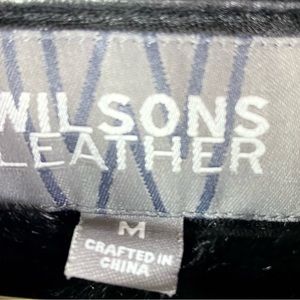 WILSONS
LEATHER
M
CRAFTED IN
CHINA